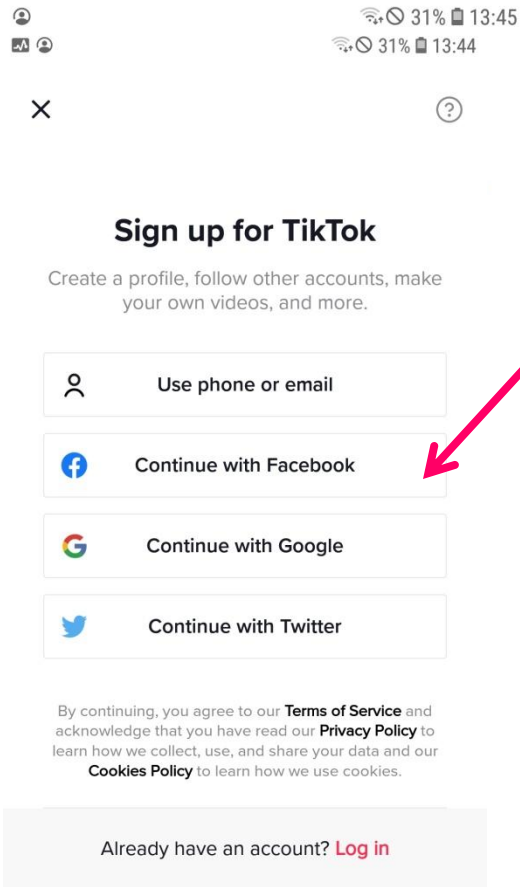 31% 13:45
31% 13:44
Sign up for TikTok
Create a profile, follow other accounts, make
your own videos, and more.
Use phone or email
Continue with Facebook
Continue with Google
Continue with Twitter
By continuing, you agree to our Terms of Service and
acknowledge that you have read our Privacy Policy to
learn how we collect, use, and share your data and our
Cookies Policy to learn how we use cookies.
Already have an account? Log in